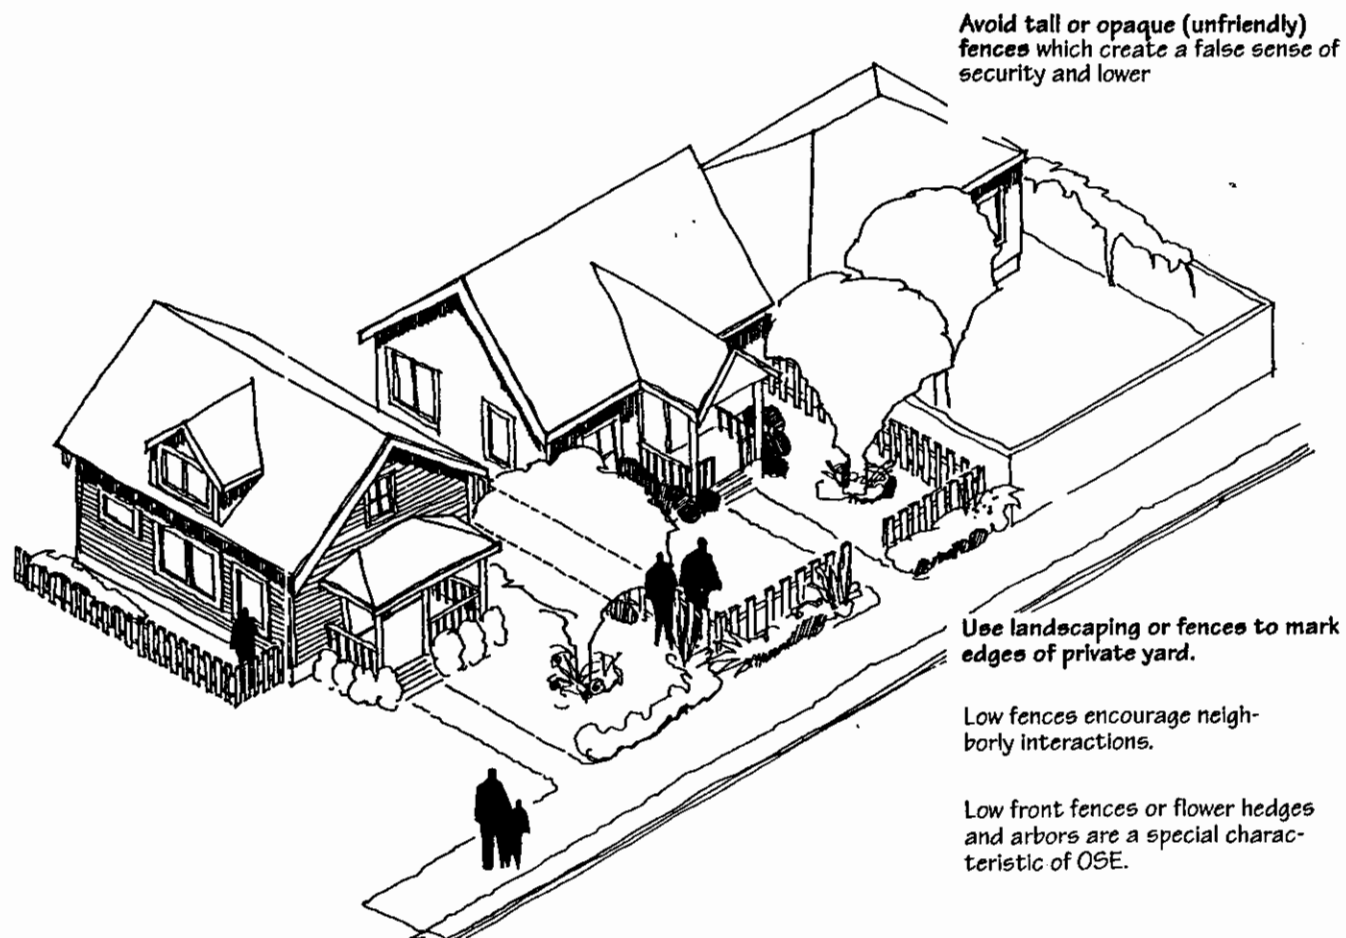 Avoid tall or opaque (unfriendly)
fences which create a false sense of
security and lower
Use landscaping or fences to mark
edges of private yard.
Low fences encourage neigh-
borly interactions.
Low front fences or flower hedges
and arbors are a special charac-
teristic of OSE.